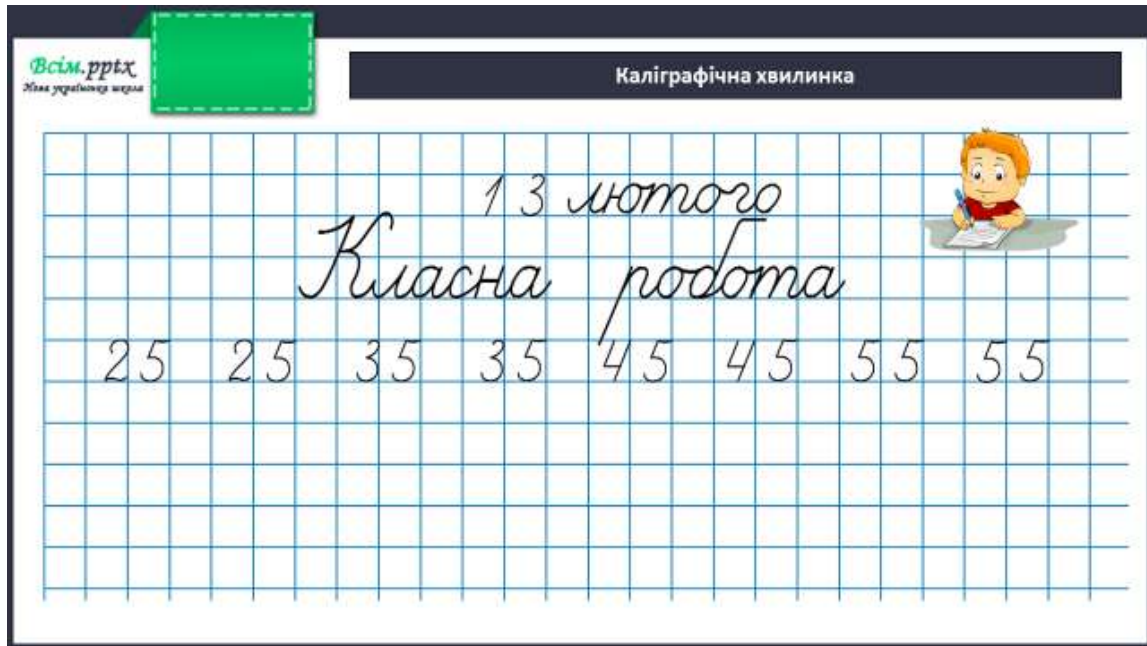 Всім.pptx
Нова українська школа
Каліграфічна хвилинка
13 лютого
Класна робота
25 25 35 35 45 45 55 55